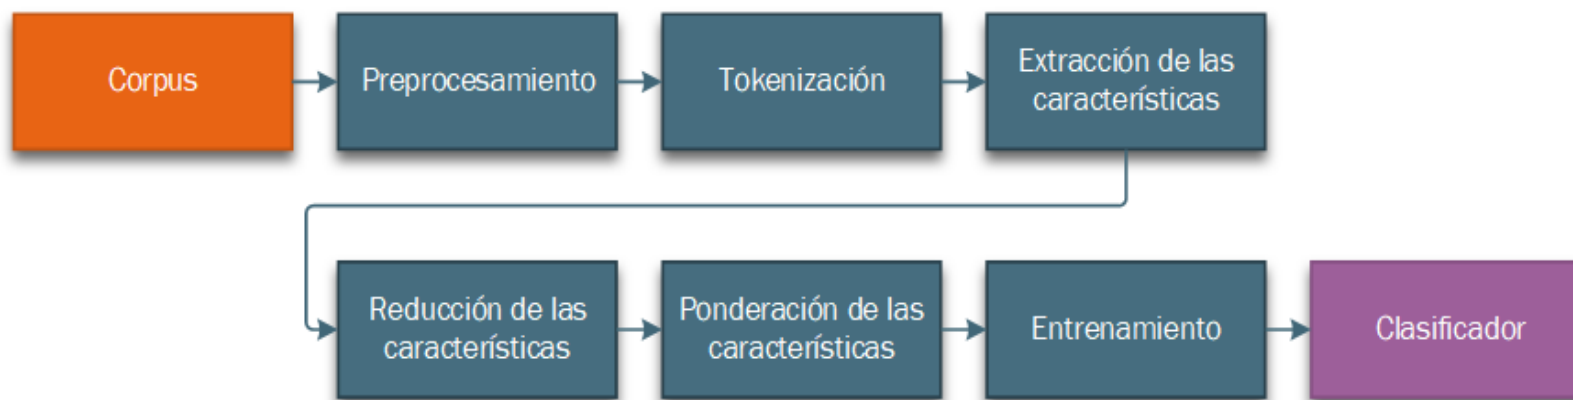 Corpus
Preprocesamiento
Tokenización
Extracción de las
características
Reducción de las
características
Ponderación de las
características
Entrenamiento
Clasificador